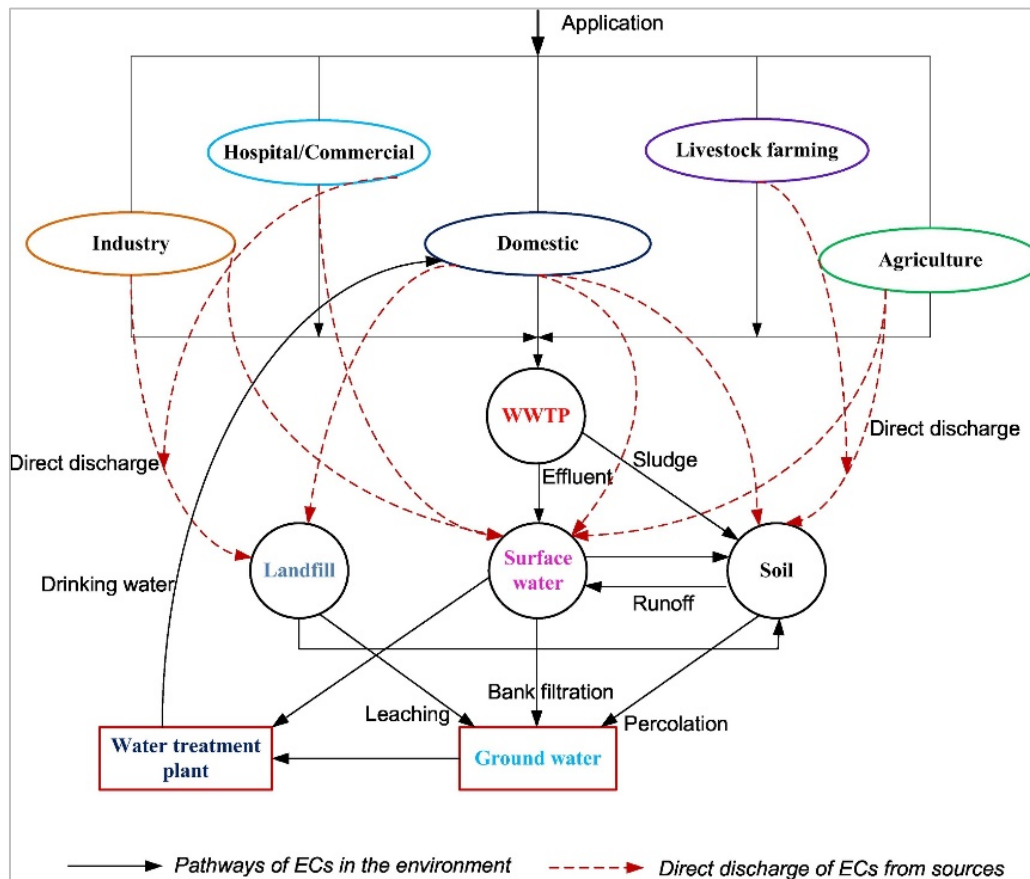 Application
Hospital/Commercial
Livestock farming
Industry
Domestic
Agriculture
WWTP
Direct discharge
Direct discharge
Sludge
Effluent
Landfill
Surface
water
Soil
Drinking water
Runoff
Bank filtration
Leaching
Percolation
Water treatment
plant
Ground water
Pathways of ECs in the environment
Direct discharge of ECs from sources